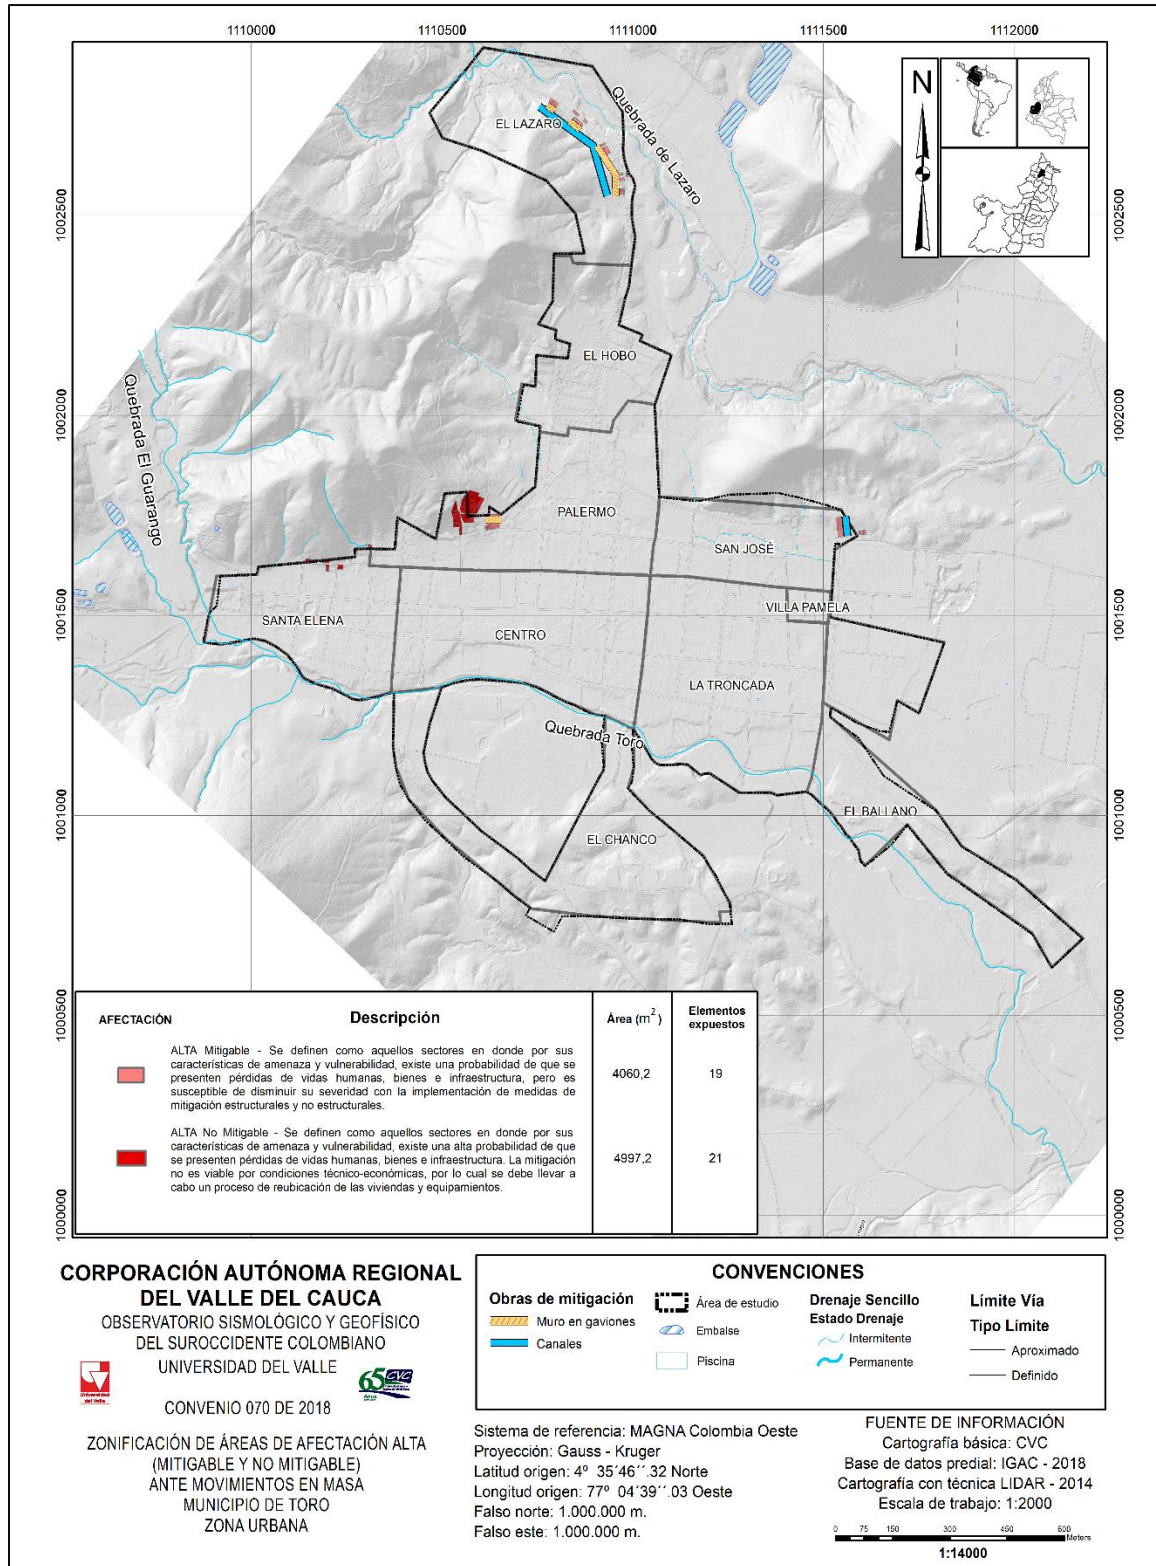 1110000
1110500
1111000
1111500
1112000
N
EL LAZARO
Quebrada de Lazaro
1002500
1002500
EL HOBO
1002000
1002000
Quebrada El Guarango
PALERMO
SAN JOSÉ
1001500
1001500
SANTA ELENA
CENTRO
VILLA PAMELA
LA TRONCADA
Quebrada Toro
1001000
1001000
EL BALLANO
EL CHANCO
1000500
1000500
1000000
1000000
AFECTACIÓN
Descripción
Área (m²)
Elementos
expuestos
ALTA Mitigable - Se definen como aquellos sectores en donde por sus
características de amenaza y vulnerabilidad, existe una probabilidad de que se
presenten pérdidas de vidas humanas, bienes e infraestructura, pero es
susceptible de disminuir su severidad con la implementación de medidas de
mitigación estructurales y no estructurales.
4060,2
19
ALTA No Mitigable - Se definen como aquellos sectores en donde por sus
características de amenaza y vulnerabilidad, existe una alta probabilidad de que
se presenten pérdidas de vidas humanas, bienes e infraestructura. La mitigación
no es viable por condiciones técnico-económicas, por lo cual se debe llevar a
cabo un proceso de reubicación de las viviendas y equipamientos.
4997,2
21
CORPORACIÓN AUTÓNOMA REGIONAL
DEL VALLE DEL CAUCA
OBSERVATORIO SISMOLÓGICO Y GEOFÍSICO
DEL SUROCCIDENTE COLOMBIANO
UNIVERSIDAD DEL VALLE
Universidad
del Valle
65 CVC
CONVENIO 070 DE 2018
ZONIFICACIÓN DE ÁREAS DE AFECTACIÓN ALTA
(MITIGABLE Y NO MITIGABLE)
ANTE MOVIMIENTOS EN MASA
MUNICIPIO DE TORO
ZONA URBANA
CONVENCIONES
Obras de mitigación
Muro en gaviones
Canales
Área de estudio
Embalse
Piscina
Drenaje Sencillo
Estado Drenaje
Intermitente
Permanente
Límite Vía
Tipo Límite
Aproximado
Definido
Sistema de referencia: MAGNA Colombia Oeste
Proyección: Gauss - Kruger
Latitud origen: 4º 35´46´´.32 Norte
Longitud origen: 77º 04´39´´.03 Oeste
Falso norte: 1.000.000 m.
Falso este: 1.000.000 m.
FUENTE DE INFORMACIÓN
Cartografía básica: CVC
Base de datos predial: IGAC - 2018
Cartografía con técnica LIDAR - 2014
Escala de trabajo: 1:2000
0 75 150 300 450 600
Meters
1:14000